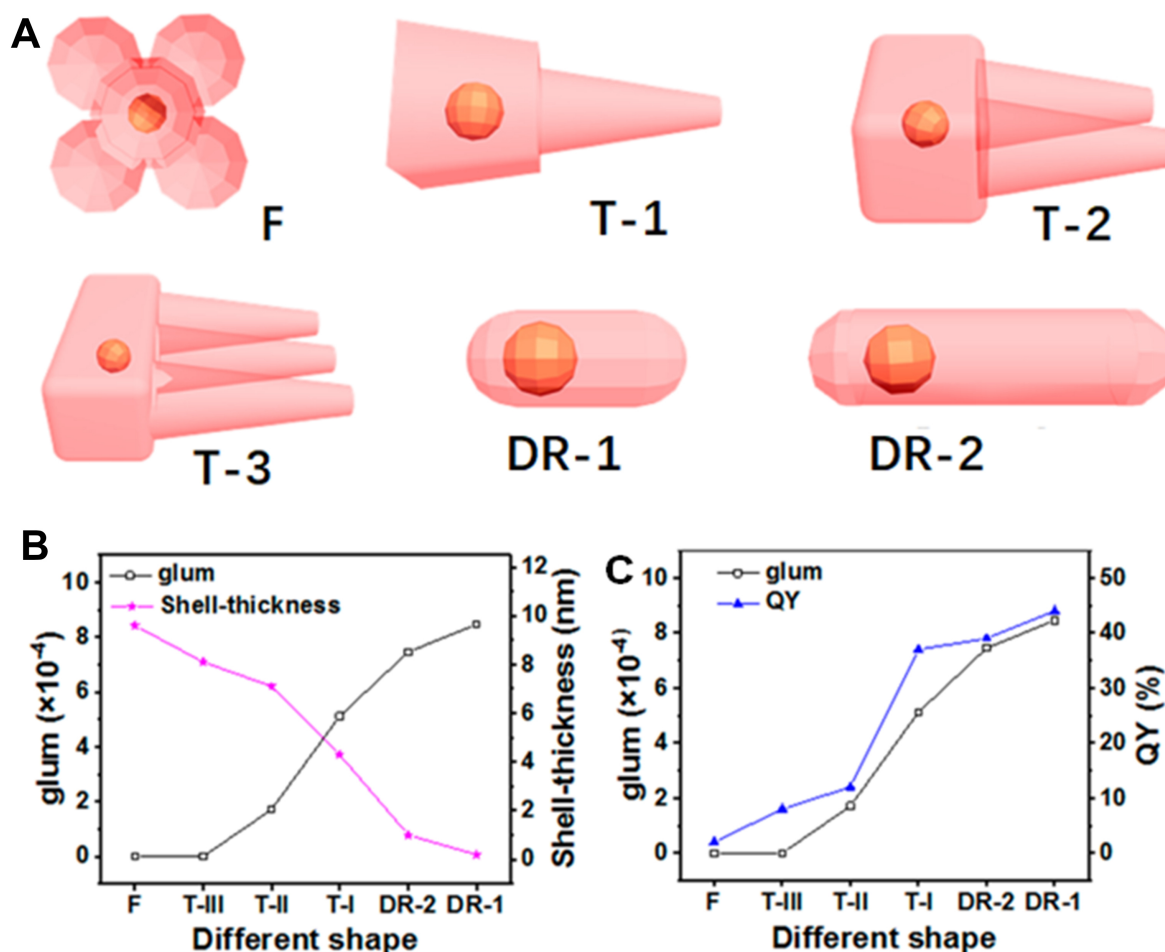 A
F
T-1
T-2
T-3
DR-1
DR-2
B
glum
Shell-thickness
glum (×10⁻⁴)
10
8
6
4
2
0
Shell-thickness (nm)
12
10
8
6
4
2
0
F T-III T-II T-I DR-2 DR-1
Different shape
C
glum
QY
glum (×10⁻⁴)
10
8
6
4
2
0
QY (%)
50
40
30
20
10
0
F T-III T-II T-I DR-2 DR-1
Different shape